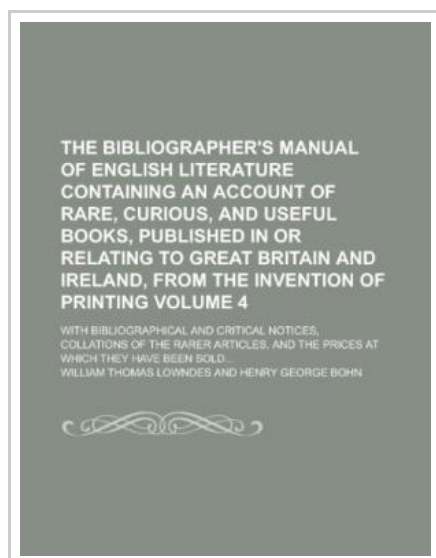 THE BIBLIOGRAPHER'S MANUAL
OF ENGLISH LITERATURE
CONTAINING AN ACCOUNT OF
RARE, CURIOUS, AND USEFUL
BOOKS, PUBLISHED IN OR
RELATING TO GREAT BRITAIN AND
IRELAND, FROM THE INVENTION OF
PRINTING VOLUME 4
WITH BIBLIOGRAPHICAL AND CRITICAL NOTICES,
COLLATIONS OF THE RARER ARTICLES, AND THE PRICES AT
WHICH THEY HAVE BEEN SOLD...
WILLIAM THOMAS LOWNDES AND HENRY GEORGE BOHN